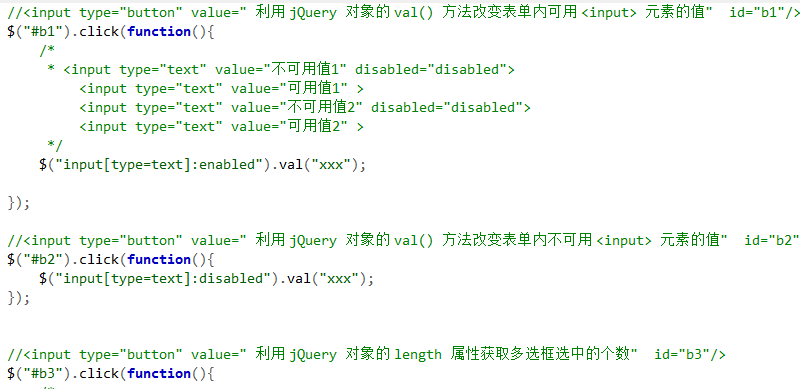 //<input type="button" value=" 利用jQuery 对象的val() 方法改变表单内可用<input> 元素的值"  id="b1"/>
$("#b1").click(function(){
    /*
     * <input type="text" value="不可用值1" disabled="disabled">
         <input type="text" value="可用值1" >
         <input type="text" value="不可用值2" disabled="disabled">
         <input type="text" value="可用值2" >
     */
    $("input[type=text]:enabled").val("xxx");
});
//<input type="button" value=" 利用jQuery 对象的val() 方法改变表单内不可用<input> 元素的值"  id="b2"
$("#b2").click(function(){
    $("input[type=text]:disabled").val("xxx");
});
//<input type="button" value=" 利用jQuery 对象的length 属性获取多选框选中的个数"  id="b3"/>
$("#b3").click(function(){